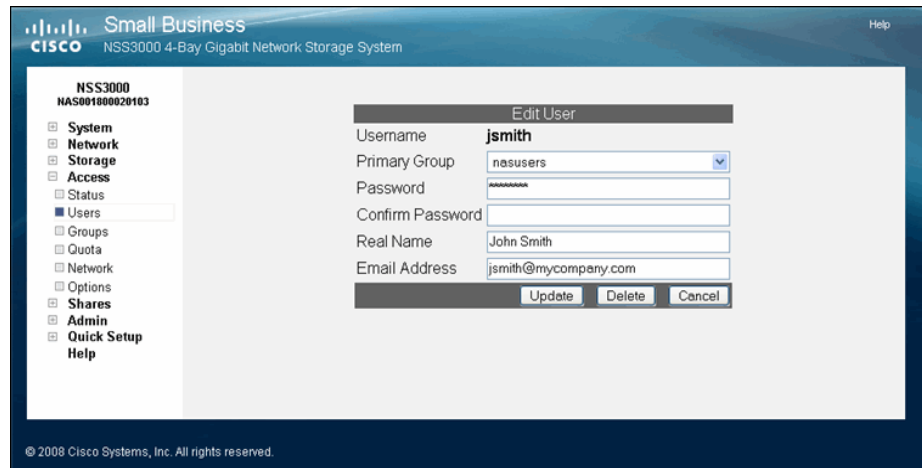 Small Business
CISCO NSS3000 4-Bay Gigabit Network Storage System
Help
NSS3000
NAS001800020103
System
Network
Storage
Access
Status
Users
Groups
Quota
Network
Options
Shares
Admin
Quick Setup
Help
Edit User
Username jsmith
Primary Group nasusers
Password ********
Confirm Password
Real Name John Smith
Email Address jsmith@mycompany.com
Update Delete Cancel
© 2008 Cisco Systems, Inc. All rights reserved.